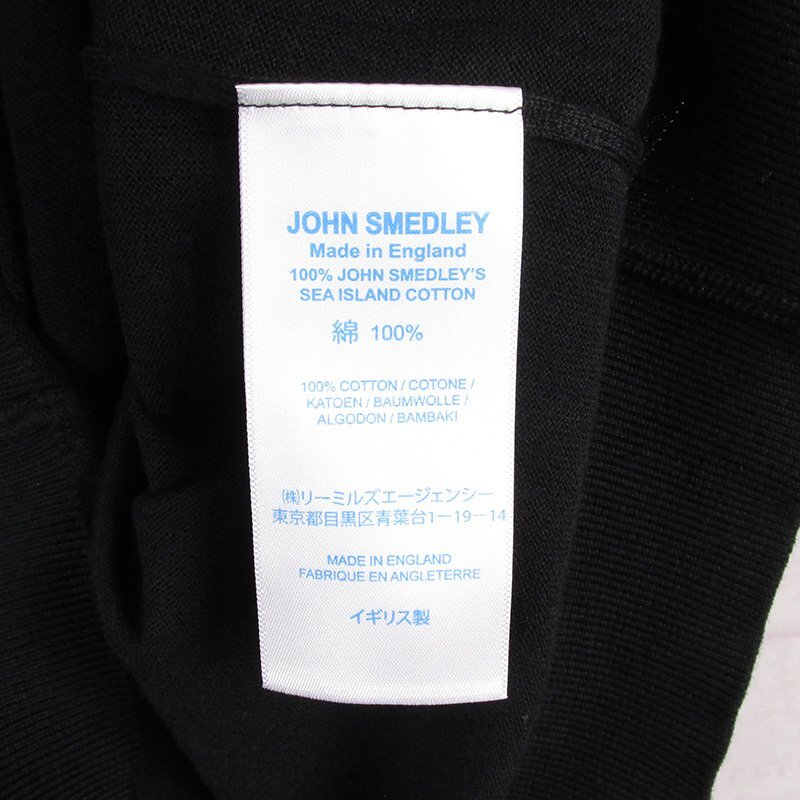 JOHN SMEDLEY
Made in England
100% JOHN SMEDLEY'S
SEA ISLAND COTTON
綿 100%
100% COTTON / COTONE /
KATOEN / BAUMWOLLE /
ALGODON / BAMBAKI
㈱リーミルズエージェンシー
東京都目黒区青葉台1−19−14
MADE IN ENGLAND
FABRIQUE EN ANGLETERRE
イギリス製